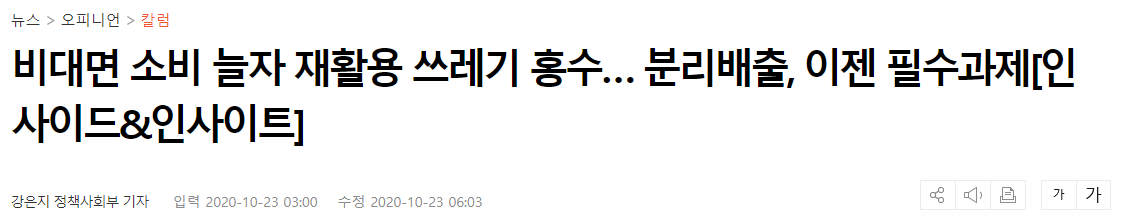 뉴스 > 오피니언 > 칼럼
비대면 소비 늘자 재활용 쓰레기 홍수… 분리배출, 이젠 필수과제[인
사이드&인사이트]
강은지 정책사회부 기자 입력 2020-10-23 03:00 수정 2020-10-23 06:03 가 가